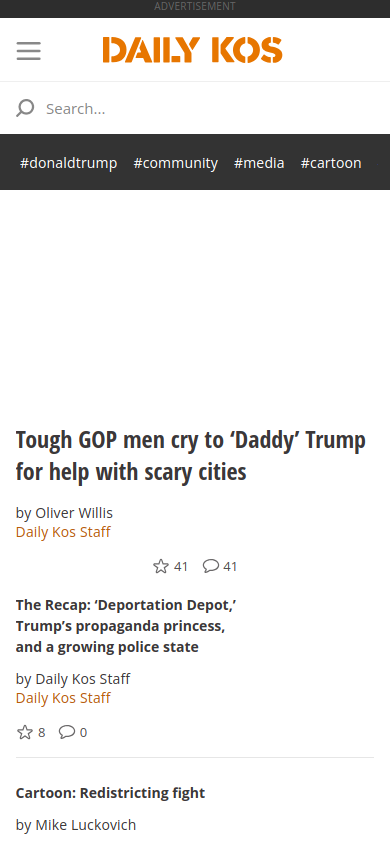 ADVERTISEMENT
DAILY KOS
Search...
#donaldtrump #community #media #cartoon
Tough GOP men cry to ‘Daddy’ Trump
for help with scary cities
by Oliver Willis
Daily Kos Staff
41 41
The Recap: ‘Deportation Depot,’
Trump’s propaganda princess,
and a growing police state
by Daily Kos Staff
Daily Kos Staff
8 0
Cartoon: Redistricting fight
by Mike Luckovich